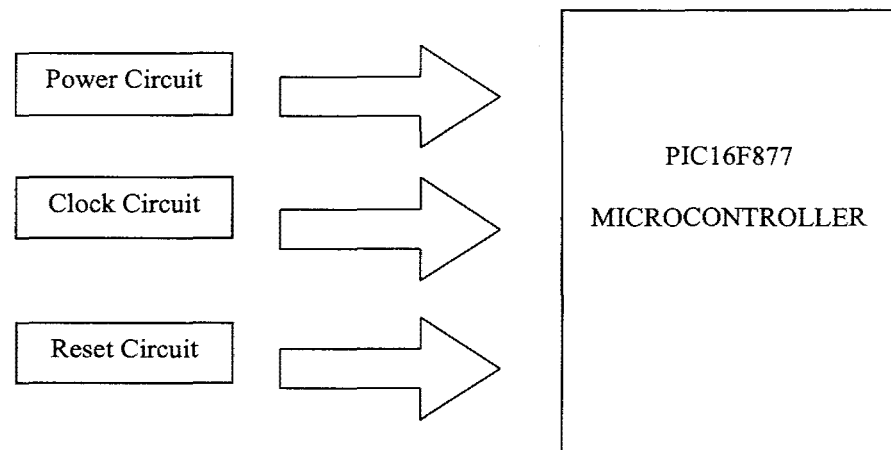 Power Circuit
Clock Circuit
Reset Circuit
PIC16F877
MICROCONTROLLER